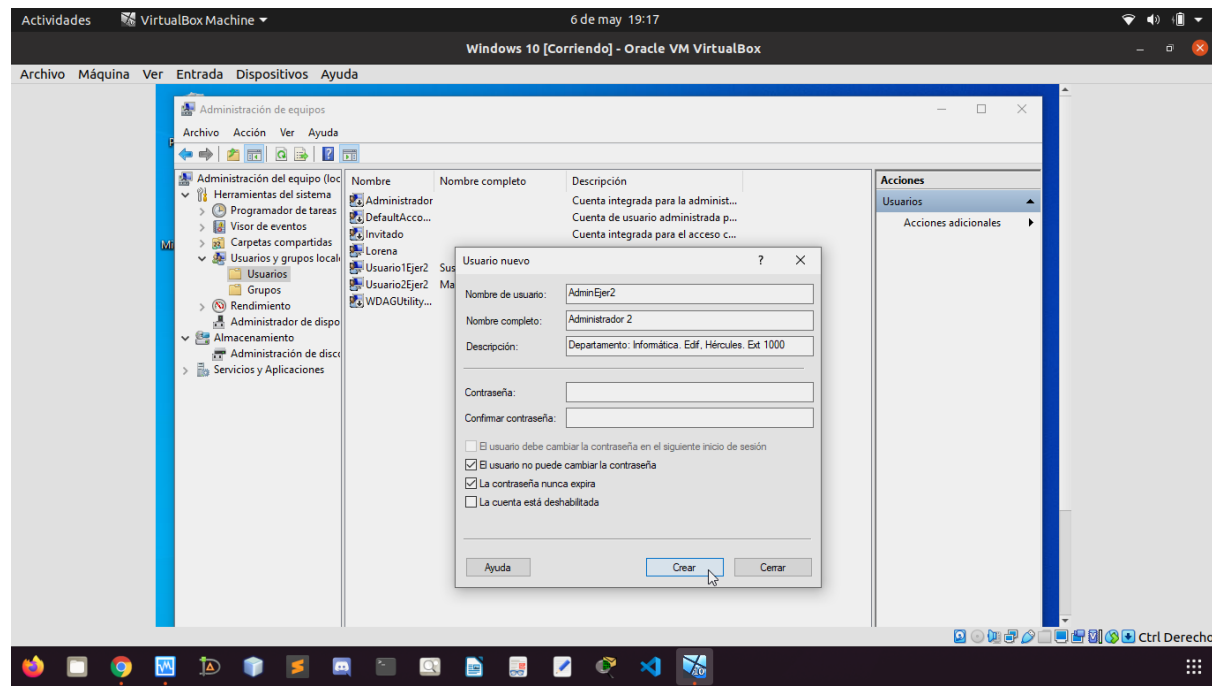 Actividades VirtualBox Machine 6 de may 19:17
Windows 10 [Corriendo] - Oracle VM VirtualBox
Archivo Máquina Ver Entrada Dispositivos Ayuda
Administración de equipos
Archivo Acción Ver Ayuda
Administración del equipo (loc
Herramientas del sistema
Programador de tareas
Visor de eventos
Carpetas compartidas
Usuarios y grupos local
Usuarios
Grupos
Rendimiento
Administrador de dispo
Almacenamiento
Administración de disco
Servicios y Aplicaciones
Nombre Nombre completo Descripción
Administrador Cuenta integrada para la administ...
DefaultAcco... Cuenta de usuario administrada p...
Invitado Cuenta integrada para el acceso c...
Lorena
Usuario1Ejer2 Sus
Usuario2Ejer2 Ma
WDAGUtility...
Acciones
Usuarios
Acciones adicionales
Usuario nuevo ?
Nombre de usuario: AdminEjer2
Nombre completo: Administrador 2
Descripción: Departamento: Informática. Edif, Hércules. Ext 1000
Contraseña:
Confirmar contraseña:
El usuario debe cambiar la contraseña en el siguiente inicio de sesión
El usuario no puede cambiar la contraseña
La contraseña nunca expira
La cuenta está deshabilitada
Ayuda Crear Cerrar
Ctrl Derecho